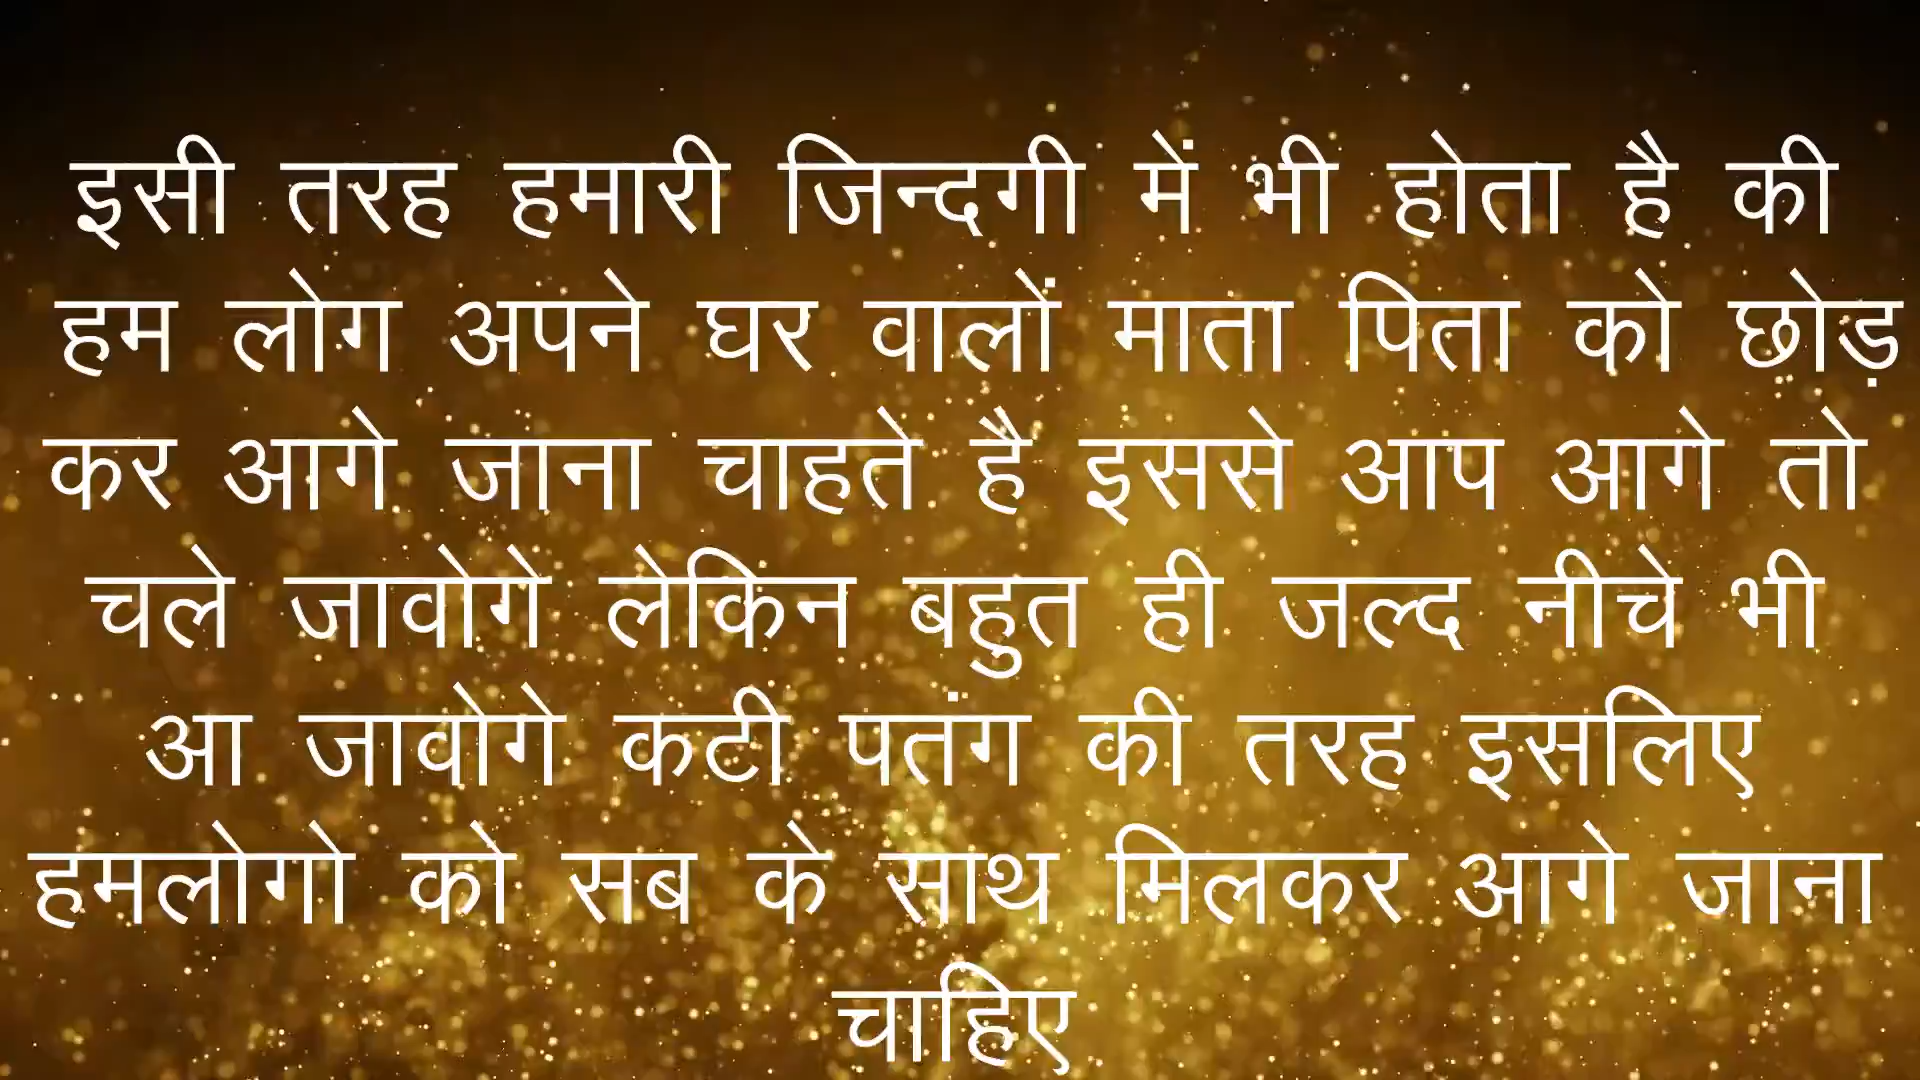 इसी तरह हमारी जिन्दगी में भी होता है की
हम लोग अपने घर वालों माता पिता को छोड़
कर आगे जाना चाहते है इससे आप आगे तो
चले जावोगे लेकिन बहुत ही जल्द नीचे भी
आ जावोगे कटी पतंग की तरह इसलिए
हमलोगो को सब के साथ मिलकर आगे जाना
चाहिए